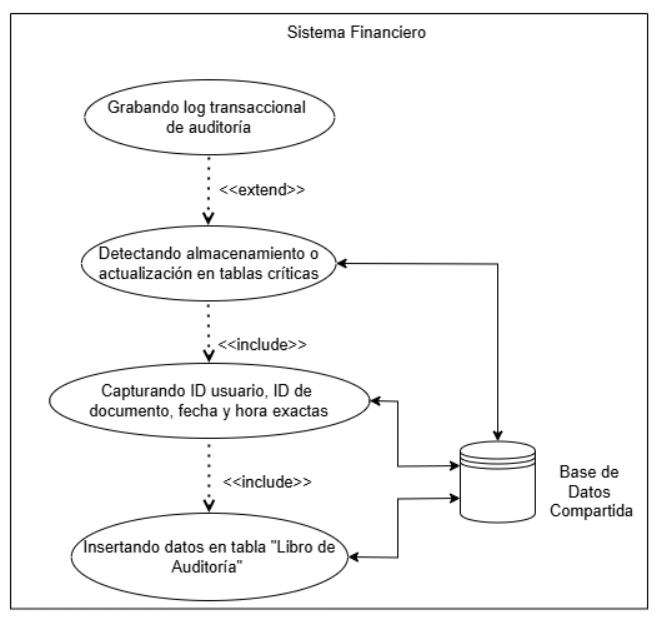 Sistema Financiero
Grabando log transaccional
de auditoría
<<extend>>
Detectando almacenamiento o
actualización en tablas críticas
<<include>>
Capturando ID usuario, ID de
documento, fecha y hora exactas
<<include>>
Base de
Datos
Compartida
Insertando datos en tabla "Libro de
Auditoría"